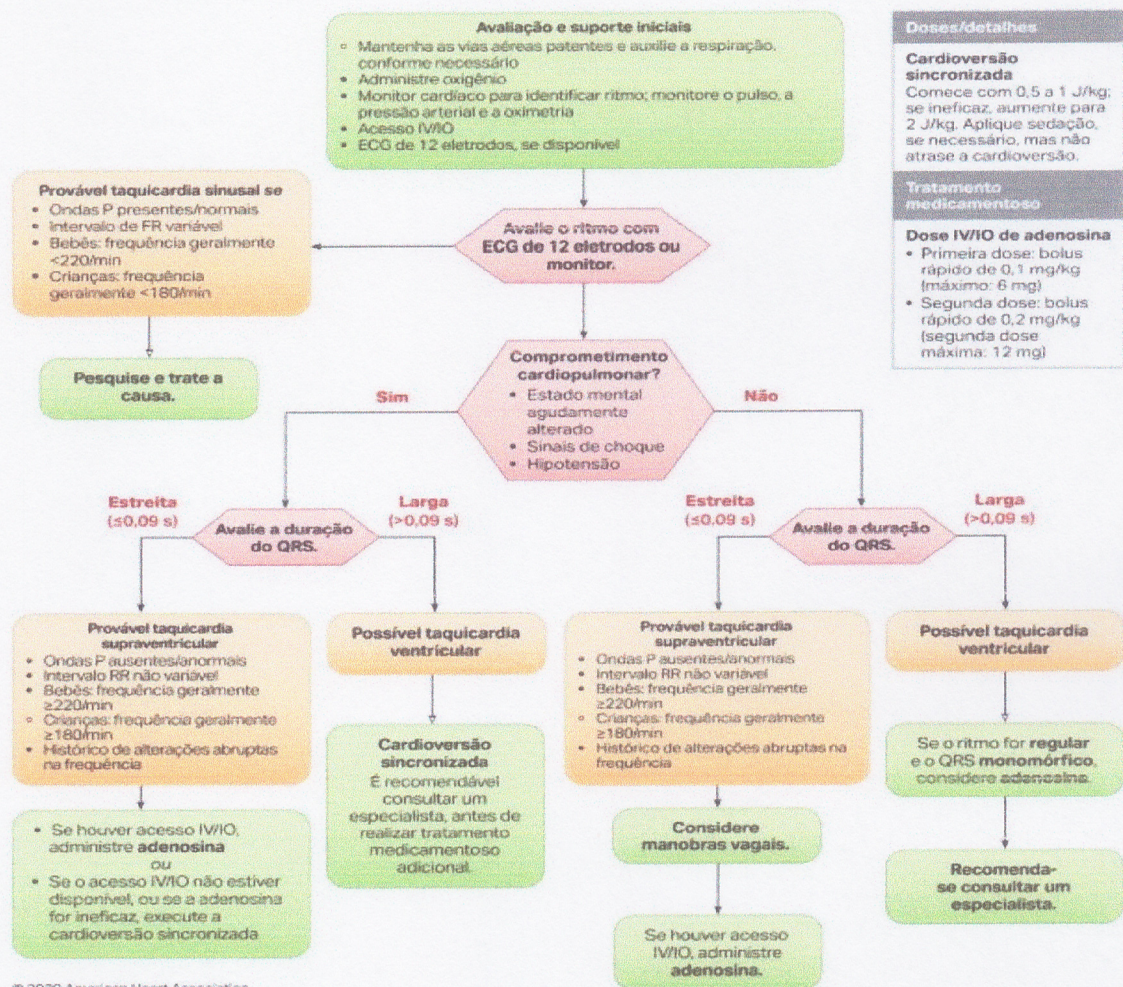 Avaliação e suporte iniciais
Mantenha as vias aéreas patentes e auxilie a respiração,
conforme necessário
• Administre oxigênio
• Monitor cardíaco para identificar ritmo; monitore o pulso, a
pressão arterial e a oximetria
• Acesso IV/IO
• ECG de 12 eletrodos, se disponível
Doses/detalhes
Cardioversão
sincronizada
Comece com 0,5 a 1 J/kg;
se ineficaz, aumente para
2 J/kg. Aplique sedação,
se necessário, mas não
atrase a cardioversão.
Tratamento
medicamentoso
Dose IV/IO de adenosina
• Primeira dose: bolus
rápido de 0,1 mg/kg
(máximo: 6 mg)
• Segunda dose: bolus
rápido de 0,2 mg/kg
(segunda dose
máxima: 12 mg)
Provável taquicardia sinusal se
• Ondas P presentes/normais
• Intervalo de FR variável
• Bebês: frequência geralmente
<220/min
• Crianças: frequência
geralmente <180/min
Avalie o ritmo com
ECG de 12 eletrodos ou
monitor.
Pesquise e trate a
causa.
Comprometimento
cardiopulmonar?
• Estado mental
agudamente
alterado
• Sinais de choque
• Hipotensão
Sim
Não
Estreita
(≤0,09 s)
Avalie a duração
do QRS.
Larga
(>0,09 s)
Estreita
(≤0,09 s)
Avalie a duração
do QRS.
Larga
(>0,09 s)
Provável taquicardia
supraventricular
• Ondas P ausentes/anormais
• Intervalo RR não variável
• Bebês: frequência geralmente
≥220/min
Crianças: frequência geralmente
≥180/min
• Histórico de alterações abruptas
na frequência
• Se houver acesso IV/IO,
administre adenosina
ou
• Se o acesso IV/IO não estiver
disponível, ou se a adenosina
for ineficaz, execute a
cardioversão sincronizada
Possível taquicardia
ventricular
Cardioversão
sincronizada
É recomendável
consultar um
especialista, antes de
realizar tratamento
medicamentoso
adicional.
Provável taquicardia
supraventricular
• Ondas P ausentes/anormais
• Intervalo RR não variável
• Bebês: frequência geralmente
≥220/min
Crianças: frequência geralmente
≥180/min
• Histórico de alterações abruptas na
frequência
Considere
manobras vagais.
Se houver acesso
IV/IO, administre
adenosina.
Possível taquicardia
ventricular
Se o ritmo for regular
e o QRS monomórfico,
considere adenosina.
Recomenda-
se consultar um
especialista.
American Heart Association